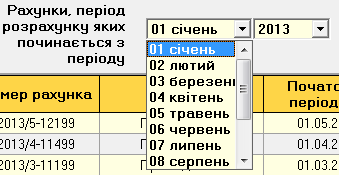 Рахунки, період
розрахунку яких
починається з
періоду
01 січень 2013
01 січень
02 лютий
03 березень
04 квітень
05 травень
06 червень
07 липень
08 серпень
мер рахунка Почато
період
2013/5-12199 П 01.05.2
2013/4-11499 П 01.04.2
2013/3-11199 П 01.03.2